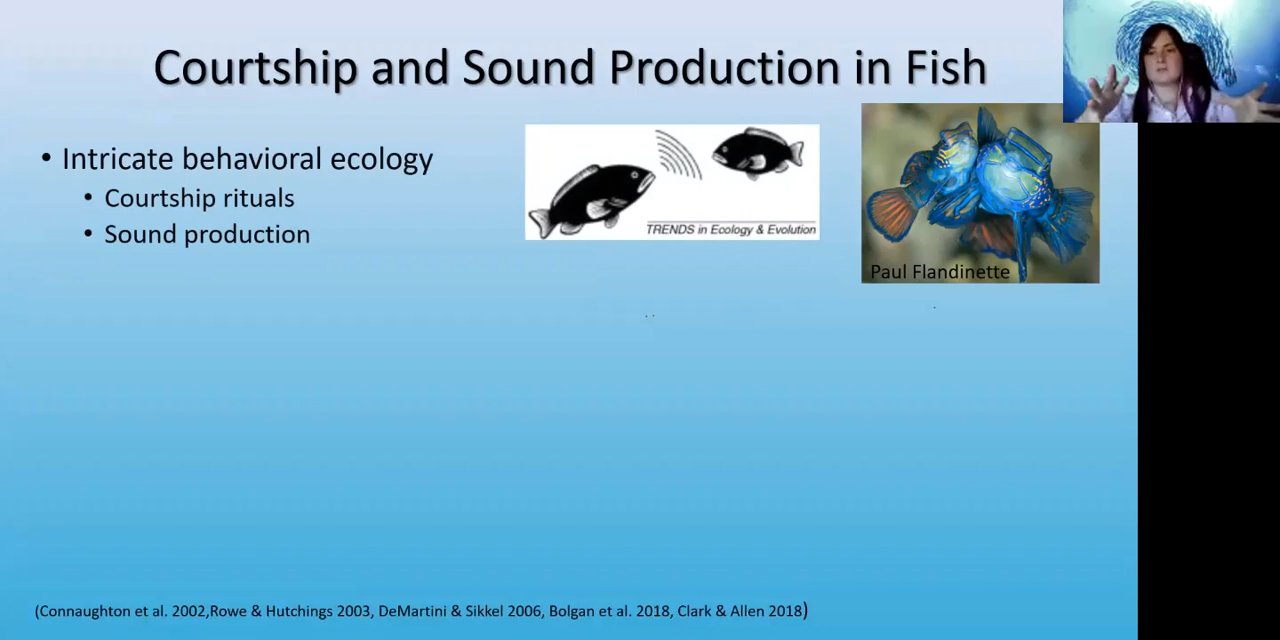 Courtship and Sound Production in Fish
• Intricate behavioral ecology
• Courtship rituals
• Sound production
TRENDS in Ecology & Evolution
Paul Flandinette
(Connaughton et al. 2002,Rowe & Hutchings 2003, DeMartini & Sikkel 2006, Bolgan et al. 2018, Clark & Allen 2018)